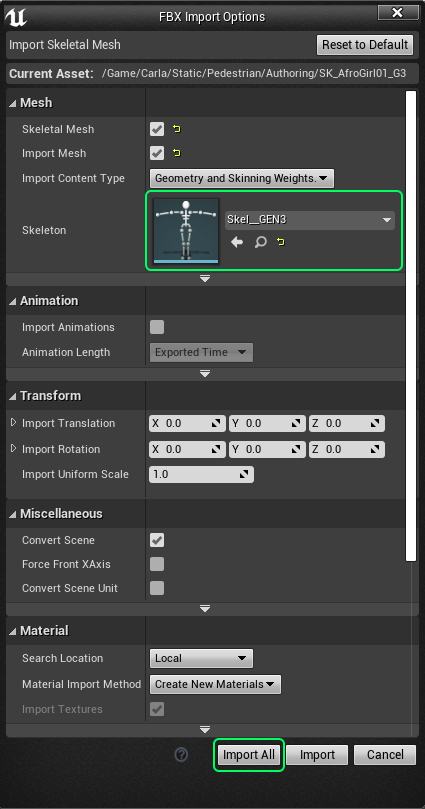 FBX Import Options
Import Skeletal Mesh Reset to Default
Current Asset: /Game/Carla/Static/Pedestrian/Authoring/SK_AfroGirl01_G3
Mesh
Skeletal Mesh
Import Mesh
Import Content Type Geometry and Skinning Weights.
Skeleton Skel__GEN3
Animation
Import Animations
Animation Length Exported Time
Transform
Import Translation X 0.0 Y 0.0 Z 0.0
Import Rotation X 0.0 Y 0.0 Z 0.0
Import Uniform Scale 1.0
Miscellaneous
Convert Scene
Force Front XAxis
Convert Scene Unit
Material
Search Location Local
Material Import Method Create New Materials
Import Textures
? Import All Import Cancel